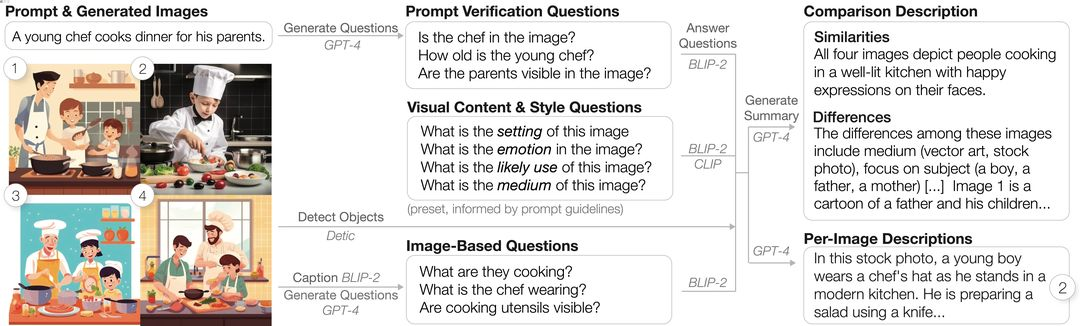 Prompt & Generated Images
A young chef cooks dinner for his parents.
1
2
3
4
Generate Questions
GPT-4
Prompt Verification Questions
Is the chef in the image?
How old is the young chef?
Are the parents visible in the image?
Visual Content & Style Questions
What is the setting of this image
What is the emotion in the image?
What is the likely use of this image?
What is the medium of this image?
(preset, informed by prompt guidelines)
Detect Objects
Detic
Caption BLIP-2
Generate Questions
GPT-4
Image-Based Questions
What are they cooking?
What is the chef wearing?
Are cooking utensils visible?
Answer
Questions
BLIP-2
BLIP-2
CLIP
BLIP-2
Generate
Summary
GPT-4
GPT-4
Comparison Description
Similarities
All four images depict people cooking
in a well-lit kitchen with happy
expressions on their faces.
Differences
The differences among these images
include medium (vector art, stock
photo), focus on subject (a boy, a
father, a mother) [...] Image 1 is a
cartoon of a father and his children...
Per-Image Descriptions
In this stock photo, a young boy
wears a chef's hat as he stands in a
modern kitchen. He is preparing a
salad using a knife...
2